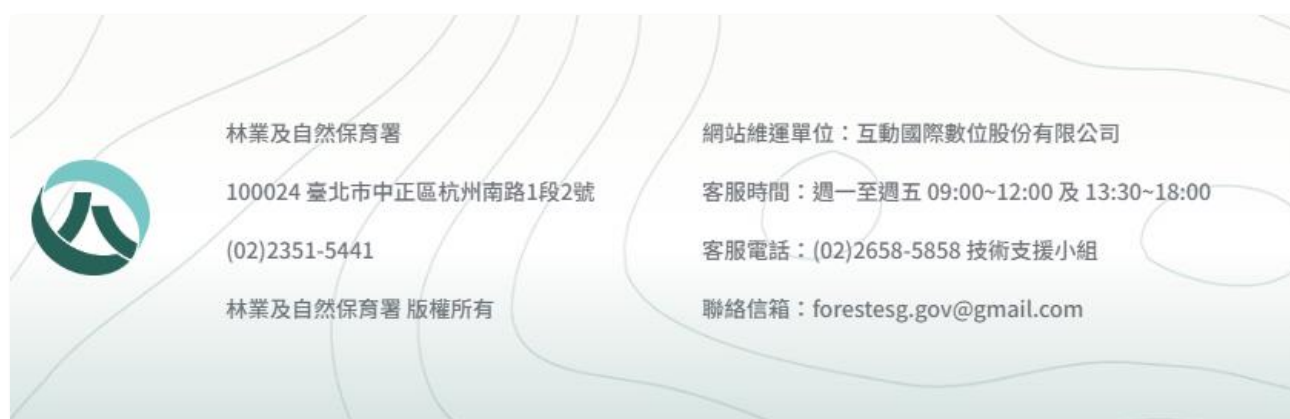 林業及自然保育署
100024 臺北市中正區杭州南路1段2號
(02)2351-5441
林業及自然保育署 版權所有
網站維運單位：互動國際數位股份有限公司
客服時間：週一至週五 09:00~12:00 及 13:30~18:00
客服電話：(02)2658-5858 技術支援小組
聯絡信箱：forestesg.gov@gmail.com